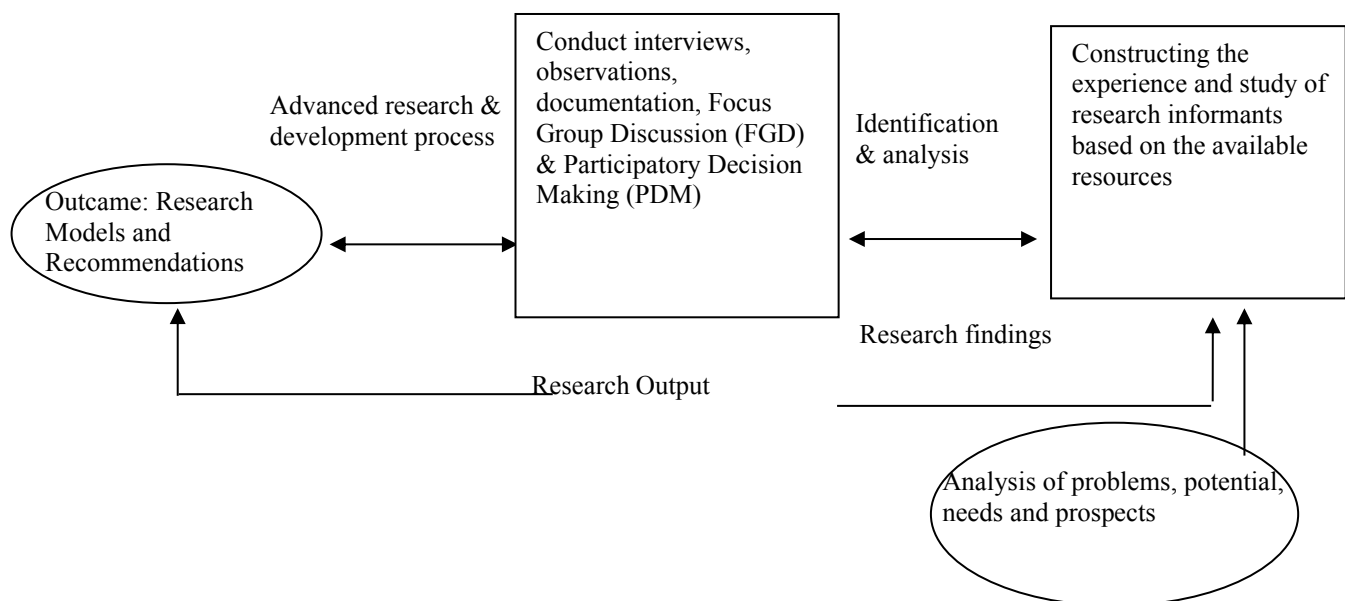 Advanced research &
development process
Outcame: Research
Models and
Recommendations
Conduct interviews,
observations,
documentation, Focus
Group Discussion (FGD)
& Participatory Decision
Making (PDM)
Identification
& analysis
Constructing the
experience and study of
research informants
based on the available
resources
Research findings
Research Output
Analysis of problems, potential,
needs and prospects